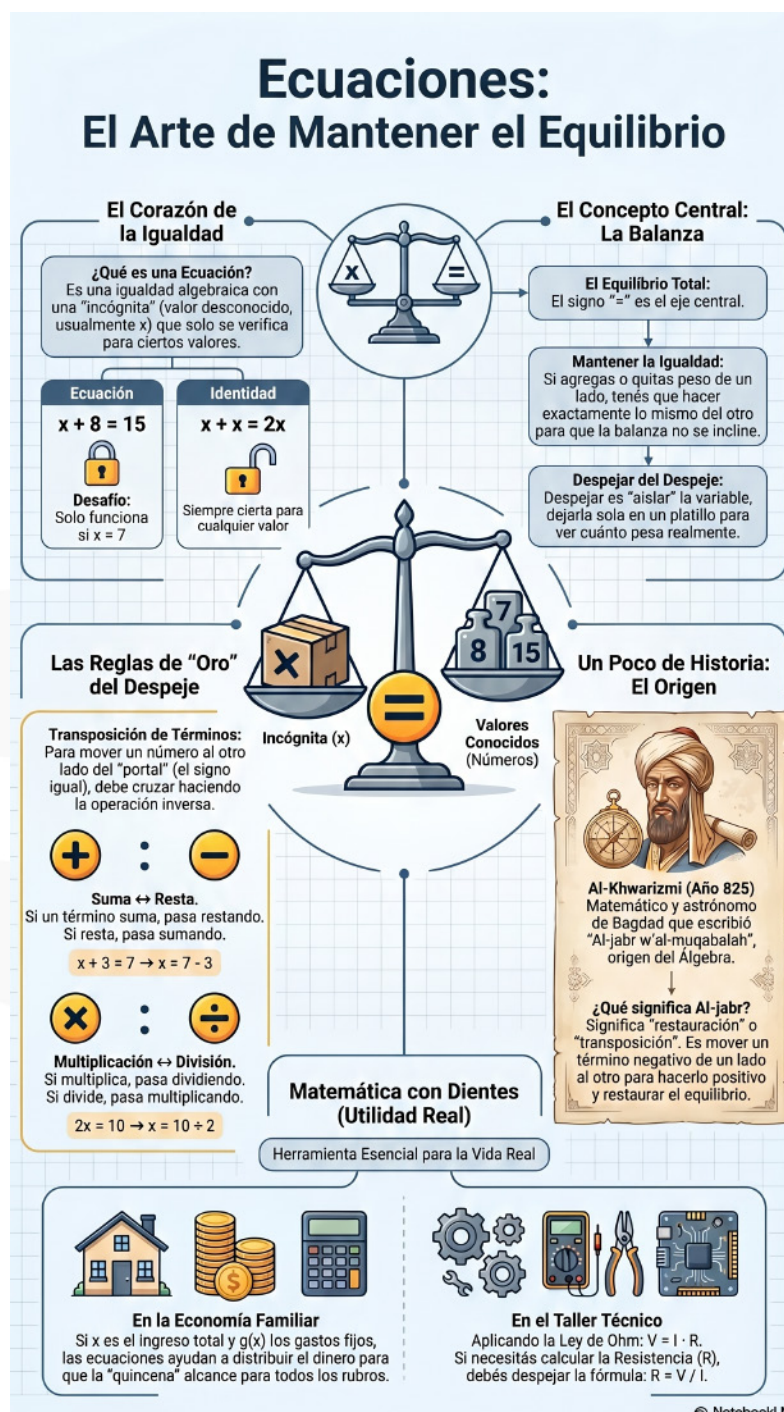 Ecuaciones:
El Arte de Mantener el Equilibrio
El Corazón de
la Igualdad
¿Qué es una Ecuación?
Es una igualdad algebraica con
una "incógnita" (valor desconocido,
usualmente x) que solo se verifica
para ciertos valores.
Ecuación
x + 8 = 15
Desafío:
Solo funciona
si x = 7
Identidad
x + x = 2x
Siempre cierta para
cualquier valor
x
=
El Concepto Central:
La Balanza
El Equilíbrio Total:
El signo "=" es el eje central.
Mantener la Igualdad:
Si agregas o quitas peso de un
lado, tenés que hacer
exactamente lo mismo del otro
para que la balanza no se incline.
Despejar del Despeje:
Despejar es "aislar" la variable,
dejarla sola en un platillo para
ver cuánto pesa realmente.
×
=
7
8
15
Incógnita (x)
Valores
Conocidos
(Números)
Las Reglas de "Oro"
del Despeje
Transposición de Términos:
Para mover un número al otro
lado del "portal" (el signo
igual), debe cruzar haciendo
la operación inversa.
+ : −
Suma ↔ Resta.
Si un término suma, pasa restando.
Si resta, pasa sumando.
x + 3 = 7 → x = 7 - 3
× : ÷
Multiplicación ↔ División.
Si multiplica, pasa dividiendo.
Si divide, pasa multiplicando.
2x = 10 → x = 10 ÷ 2
Un Poco de Historia:
El Origen
Al-Khwarizmi (Año 825)
Matemático y astrónomo
de Bagdad que escribió
"Al-jabr w'al-muqabalah",
origen del Álgebra.
¿Qué significa Al-jabr?
Significa "restauración" o
"transposición". Es mover un
término negativo de un lado
al otro para hacerlo positivo
y restaurar el equilibrio.
Matemática con Dientes
(Utilidad Real)
Herramienta Esencial para la Vida Real
$
En la Economía Familiar
Si x es el ingreso total y g(x) los gastos fijos,
las ecuaciones ayudan a distribuir el dinero para
que la "quincena" alcance para todos los rubros.
En el Taller Técnico
Aplicando la Ley de Ohm: V = I · R.
Si necesitás calcular la Resistencia (R),
debés despejar la fórmula: R = V / I.